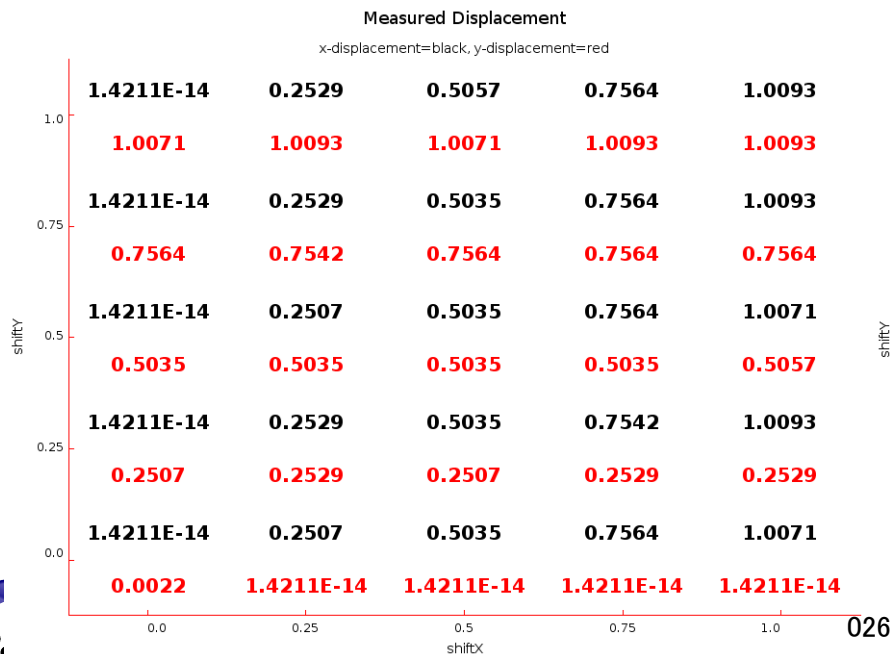 Measured Displacement
x-displacement=black, y-displacement=red
1.4211E-14 0.2529 0.5057 0.7564 1.0093
1.0
1.0071 1.0093 1.0071 1.0093 1.0093
1.4211E-14 0.2529 0.5035 0.7564 1.0093
0.75
0.7564 0.7542 0.7564 0.7564 0.7564
1.4211E-14 0.2507 0.5035 0.7564 1.0071
0.5
shiftY
shiftY
0.5035 0.5035 0.5035 0.5035 0.5057
1.4211E-14 0.2529 0.5035 0.7542 1.0093
0.25
0.2507 0.2529 0.2507 0.2529 0.2529
1.4211E-14 0.2507 0.5035 0.7564 1.0071
0.0
0.0022 1.4211E-14 1.4211E-14 1.4211E-14 1.4211E-14
0.0 0.25 0.5 0.75 1.0
026
shiftX